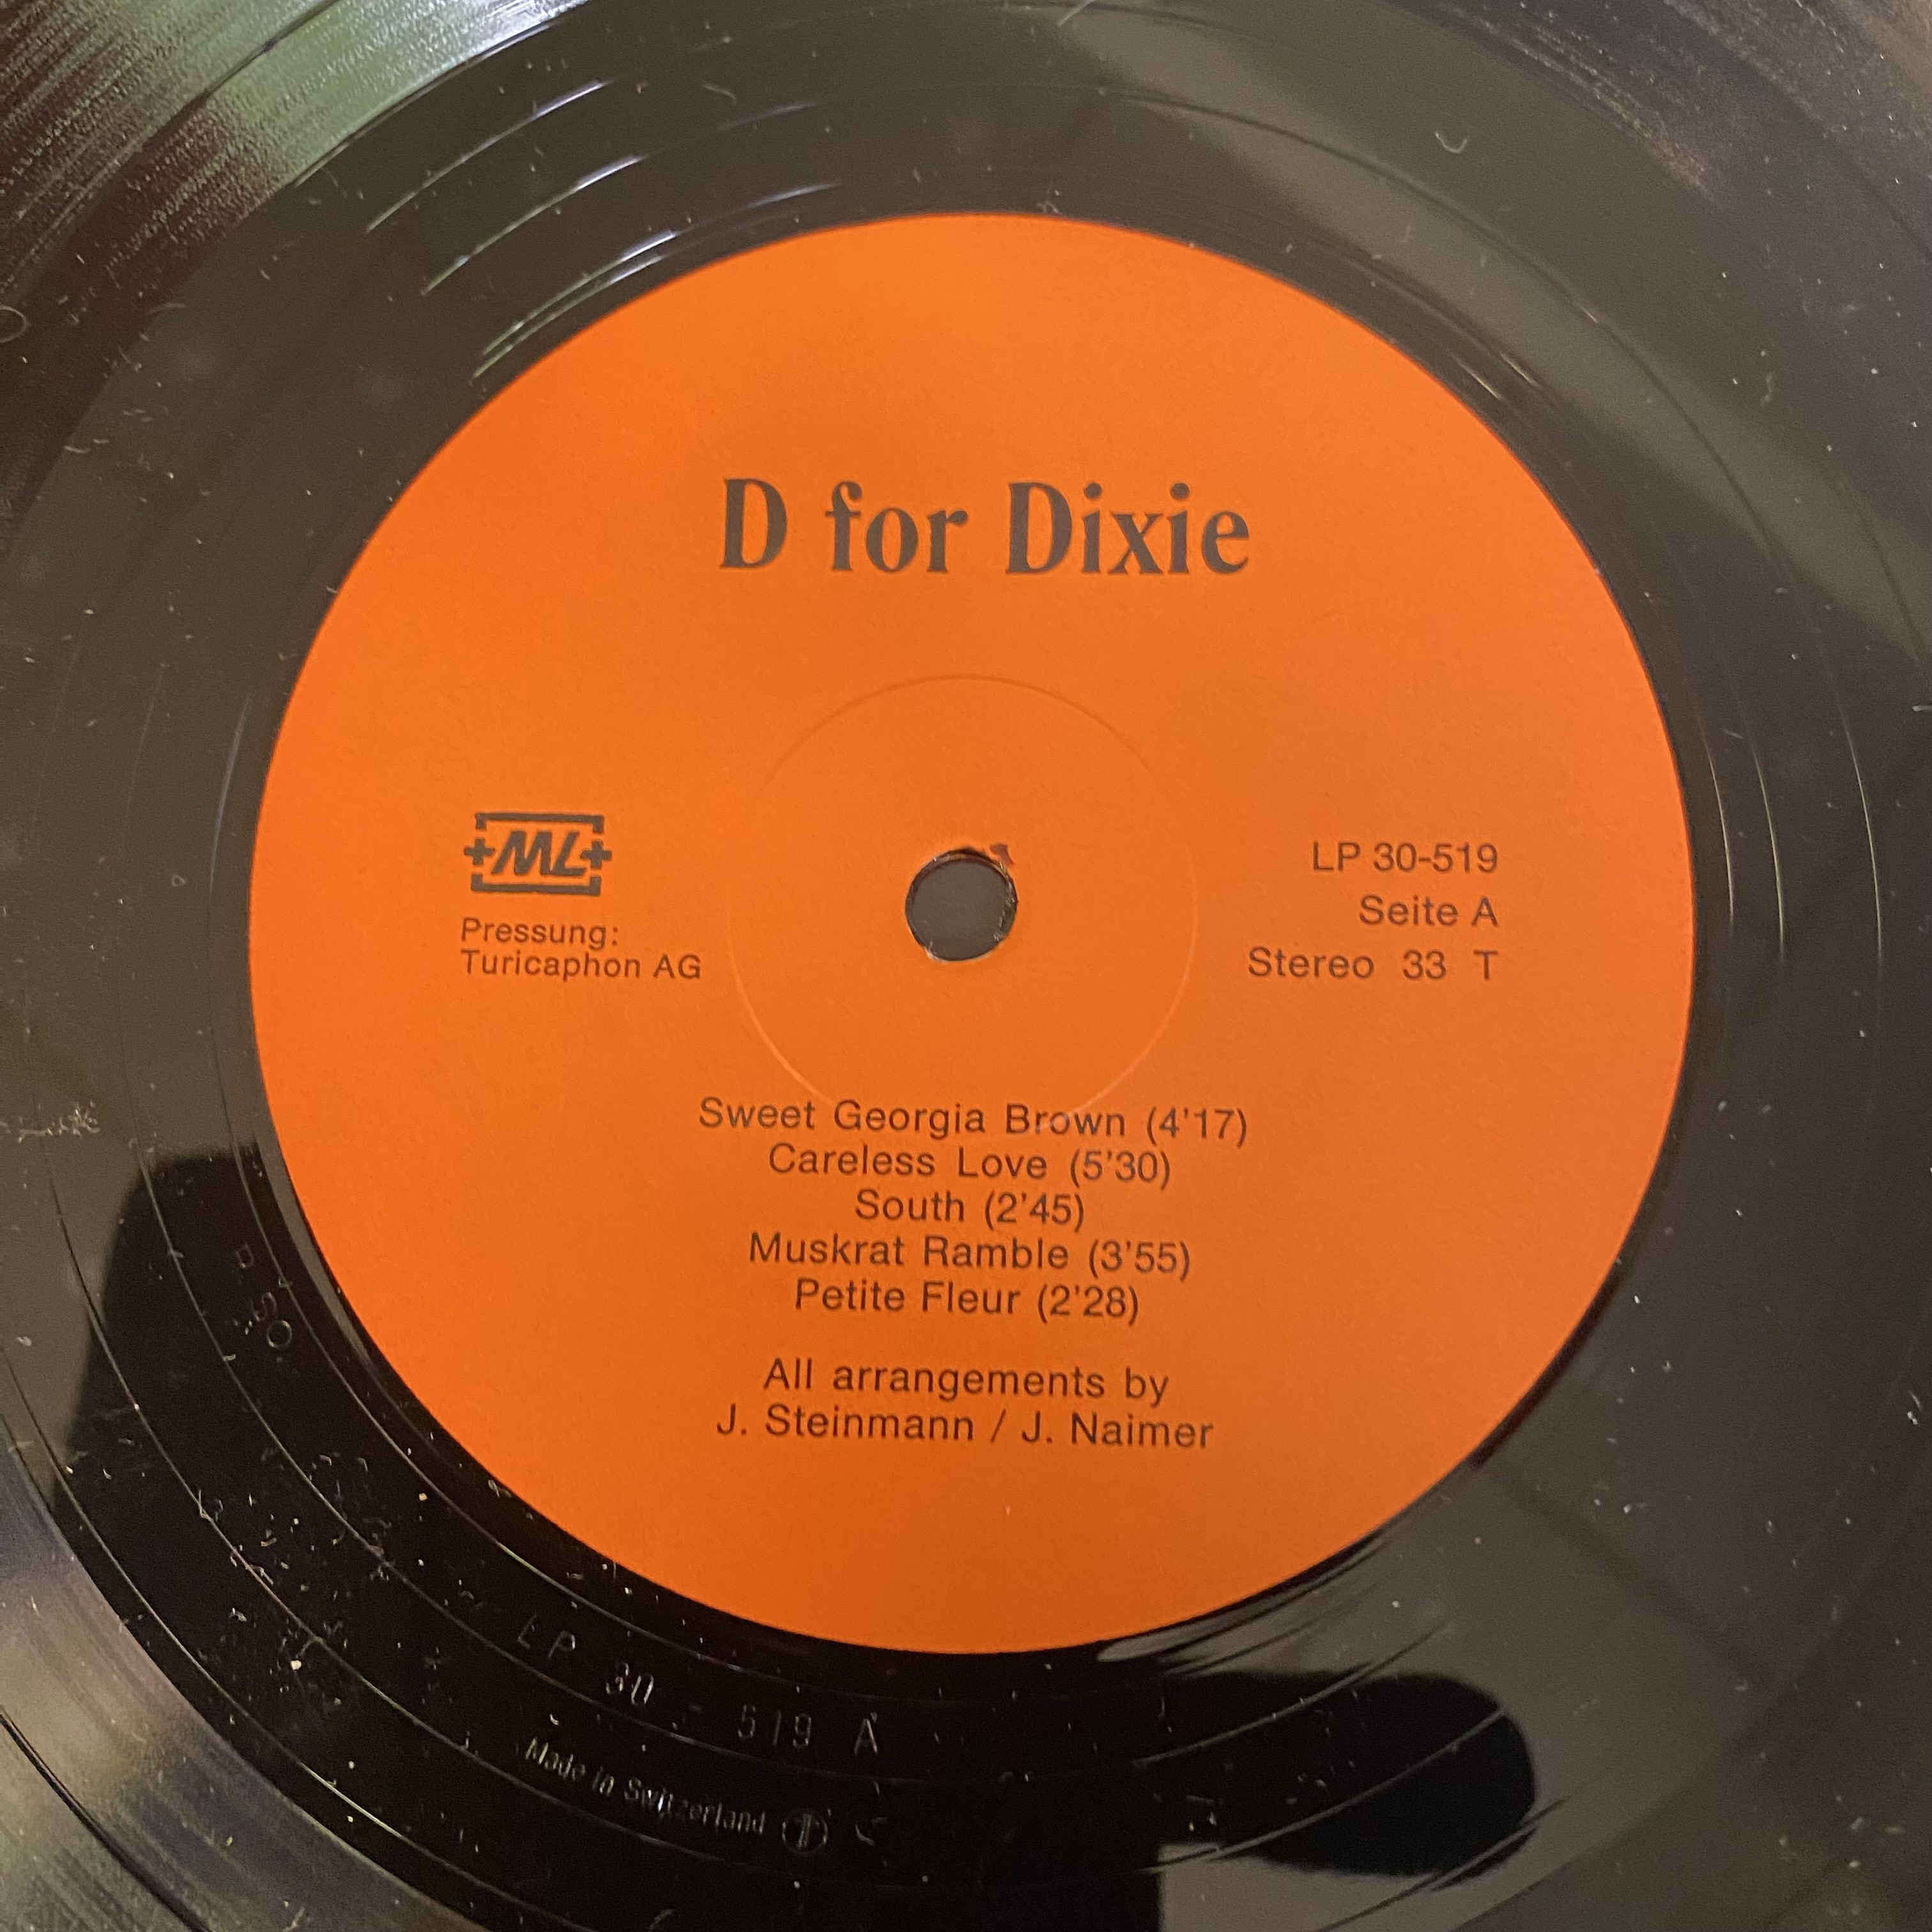 D for Dixie
+ML+
Pressung:
Turicaphon AG
LP 30-519
Seite A
Stereo 33 T
Sweet Georgia Brown (4'17)
Careless Love (5'30)
South (2'45)
Muskrat Ramble (3'55)
Petite Fleur (2'28)
All arrangements by
J. Steinmann / J. Naimer
LP 30 - 519 A
Made in Switzerland